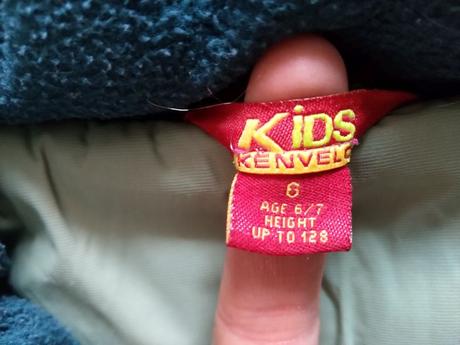 KiDS
KENVELO
6
AGE 6/7
HEIGHT
UP TO 128